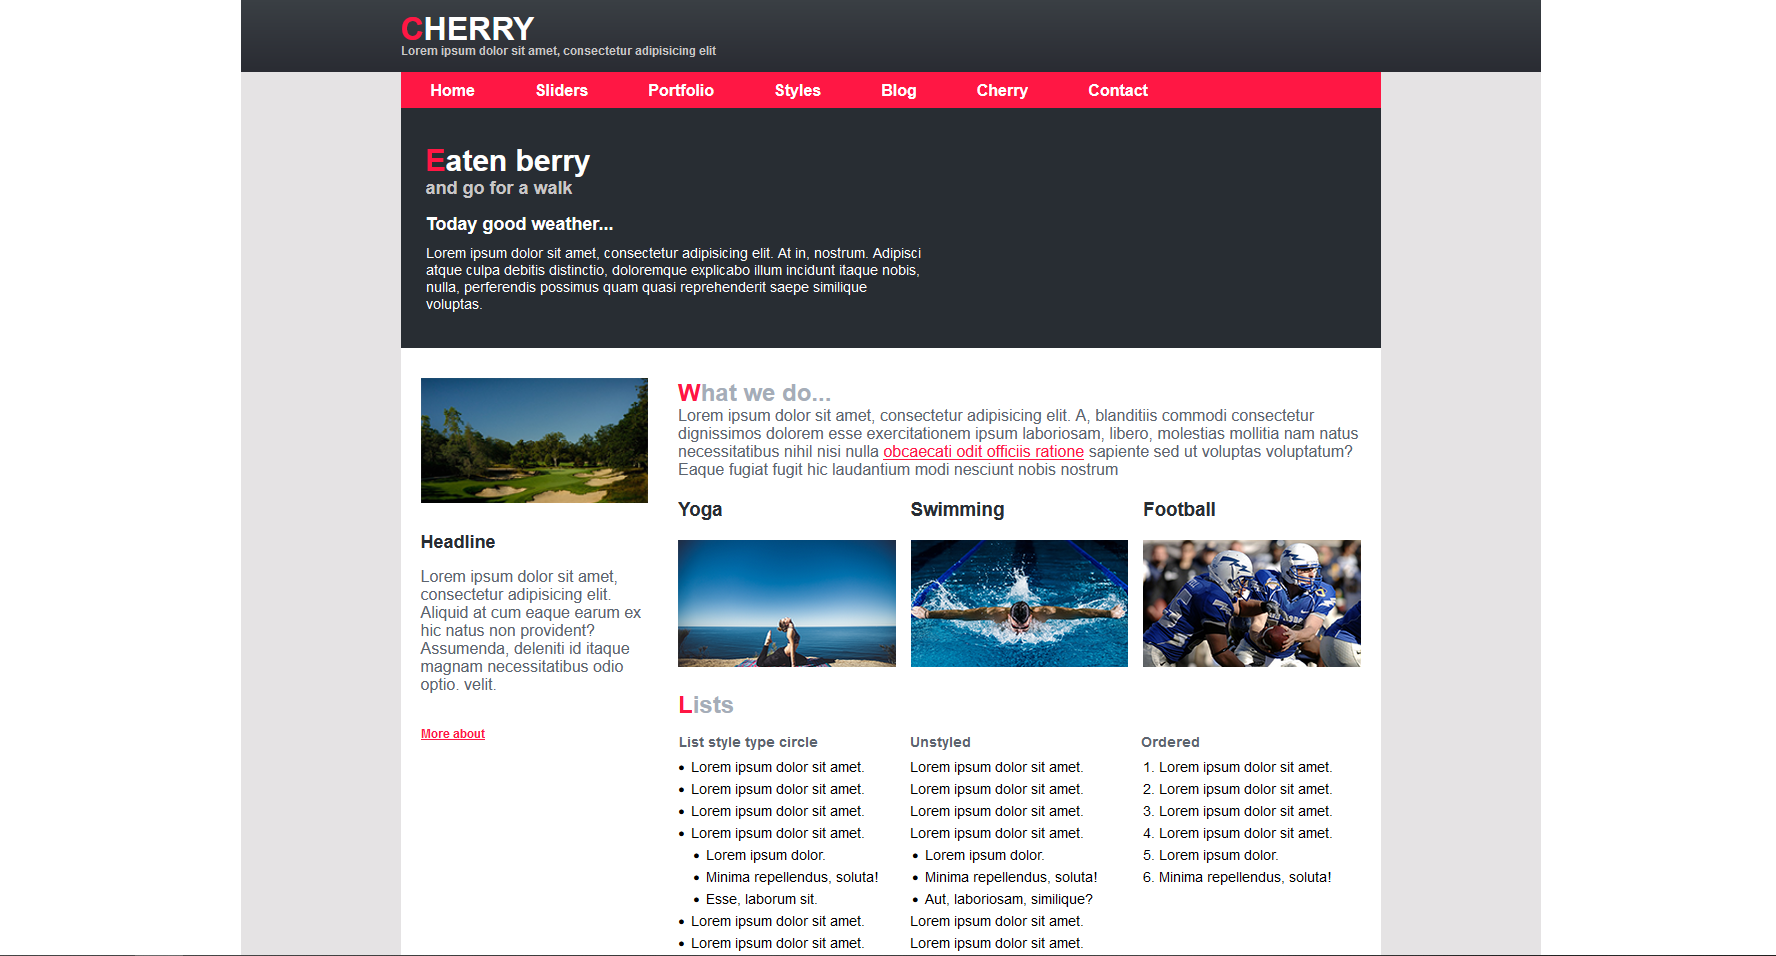 CHERRY
Lorem ipsum dolor sit amet, consectetur adipisicing elit
Home Sliders Portfolio Styles Blog Cherry Contact
Eaten berry
and go for a walk
Today good weather...
Lorem ipsum dolor sit amet, consectetur adipisicing elit. At in, nostrum. Adipisci
atque culpa debitis distinctio, doloremque explicabo illum incidunt itaque nobis,
nulla, perferendis possimus quam quasi reprehenderit saepe similique
voluptas.
Headline
Lorem ipsum dolor sit amet,
consectetur adipisicing elit.
Aliquid at cum eaque earum ex
hic natus non provident?
Assumenda, deleniti id itaque
magnam necessitatibus odio
optio. velit.
More about
What we do...
Lorem ipsum dolor sit amet, consectetur adipisicing elit. A, blanditiis commodi consectetur
dignissimos dolorem esse exercitationem ipsum laboriosam, libero, molestias mollitia nam natus
necessitatibus nihil nisi nulla obcaecati odit officiis ratione sapiente sed ut voluptas voluptatum?
Eaque fugiat fugit hic laudantium modi nesciunt nobis nostrum
Yoga
Swimming
Football
Lists
List style type circle
• Lorem ipsum dolor sit amet.
• Lorem ipsum dolor sit amet.
• Lorem ipsum dolor sit amet.
• Lorem ipsum dolor sit amet.
• Lorem ipsum dolor.
• Minima repellendus, soluta!
• Esse, laborum sit.
• Lorem ipsum dolor sit amet.
• Lorem ipsum dolor sit amet.
Unstyled
Lorem ipsum dolor sit amet.
Lorem ipsum dolor sit amet.
Lorem ipsum dolor sit amet.
Lorem ipsum dolor sit amet.
• Lorem ipsum dolor.
• Minima repellendus, soluta!
• Aut, laboriosam, similique?
Lorem ipsum dolor sit amet.
Lorem ipsum dolor sit amet.
Ordered
1. Lorem ipsum dolor sit amet.
2. Lorem ipsum dolor sit amet.
3. Lorem ipsum dolor sit amet.
4. Lorem ipsum dolor sit amet.
5. Lorem ipsum dolor.
6. Minima repellendus, soluta!